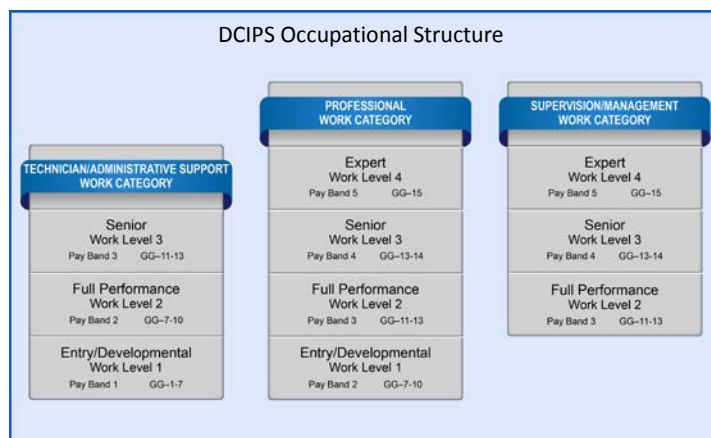 DCIPS Occupational Structure
TECHNICIAN/ADMINISTRATIVE SUPPORT
WORK CATEGORY
Senior
Work Level 3
Pay Band 3 GG–11-13
Full Performance
Work Level 2
Pay Band 2 GG–7-10
Entry/Developmental
Work Level 1
Pay Band 1 GG–1-7
PROFESSIONAL
WORK CATEGORY
Expert
Work Level 4
Pay Band 5 GG–15
Senior
Work Level 3
Pay Band 4 GG–13-14
Full Performance
Work Level 2
Pay Band 3 GG–11-13
Entry/Developmental
Work Level 1
Pay Band 2 GG–7-10
SUPERVISION/MANAGEMENT
WORK CATEGORY
Expert
Work Level 4
Pay Band 5 GG–15
Senior
Work Level 3
Pay Band 4 GG–13-14
Full Performance
Work Level 2
Pay Band 3 GG–11-13